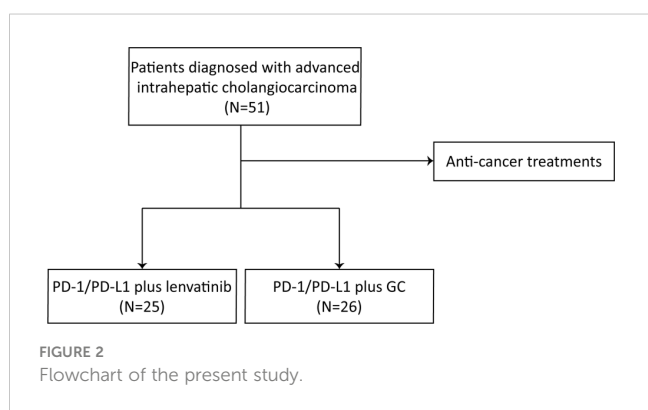 Patients diagnosed with advanced
intrahepatic cholangiocarcinoma
(N=51)
Anti-cancer treatments
PD-1/PD-L1 plus lenvatinib
(N=25)
PD-1/PD-L1 plus GC
(N=26)
FIGURE 2
Flowchart of the present study.